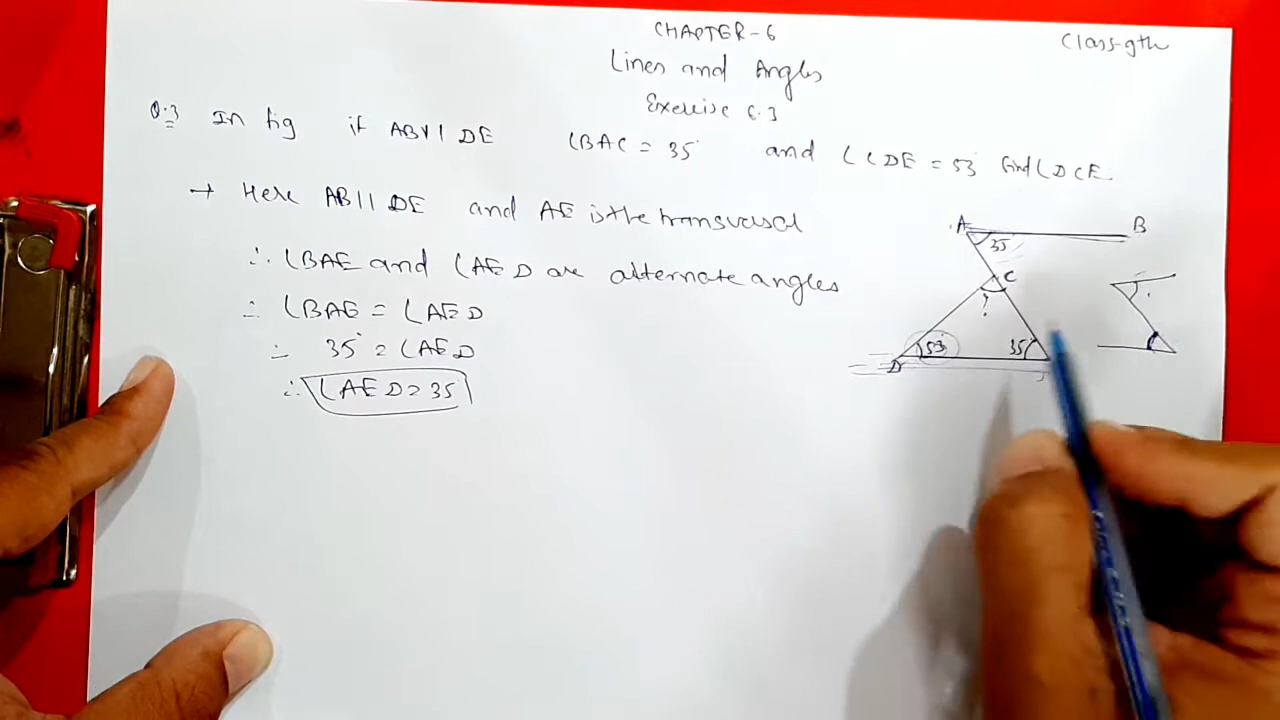 CHAPTER-6
Class-9th
Lines and Angles
Exercise 6.3
Q.3 In fig if AB || DE ∠BAC = 35° and ∠CDE = 53° find ∠DCE.
→ Here AB || DE and AE is the transversal
∴ ∠BAE and ∠AED are alternate angles
∴ ∠BAE = ∠AED
∴ 35° = ∠AED
∴ ∠AED = 35
A B
35
C
?
53° 35°
D